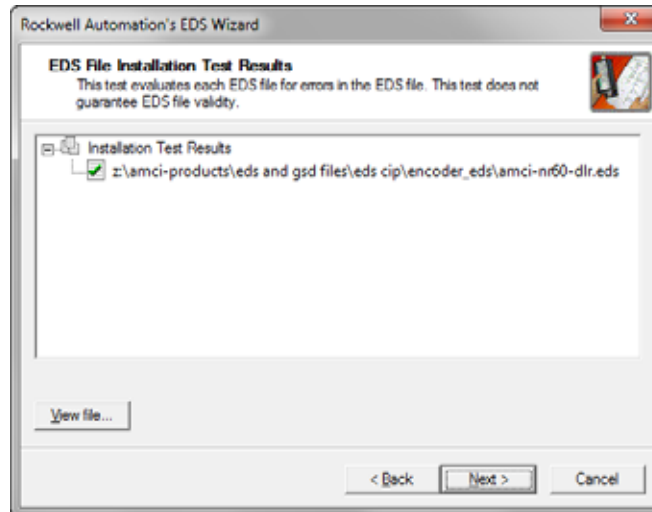 Rockwell Automation's EDS Wizard
EDS File Installation Test Results
This test evaluates each EDS file for errors in the EDS file. This test does not
guarantee EDS file validity.
Installation Test Results
z:\amci-products\eds and gsd files\eds cip\encoder_eds\amci-nr60-dlr.eds
View file...
< Back Next > Cancel